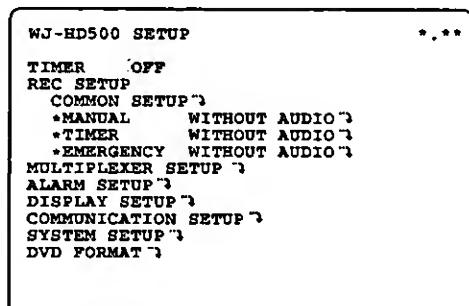 WJ-HD500 SETUP *.**
TIMER OFF
REC SETUP
COMMON SETUP⤵
*MANUAL WITHOUT AUDIO⤵
*TIMER WITHOUT AUDIO⤵
*EMERGENCY WITHOUT AUDIO⤵
MULTIPLEXER SETUP ⤵
ALARM SETUP⤵
DISPLAY SETUP⤵
COMMUNICATION SETUP⤵
SYSTEM SETUP⤵
DVD FORMAT ⤵